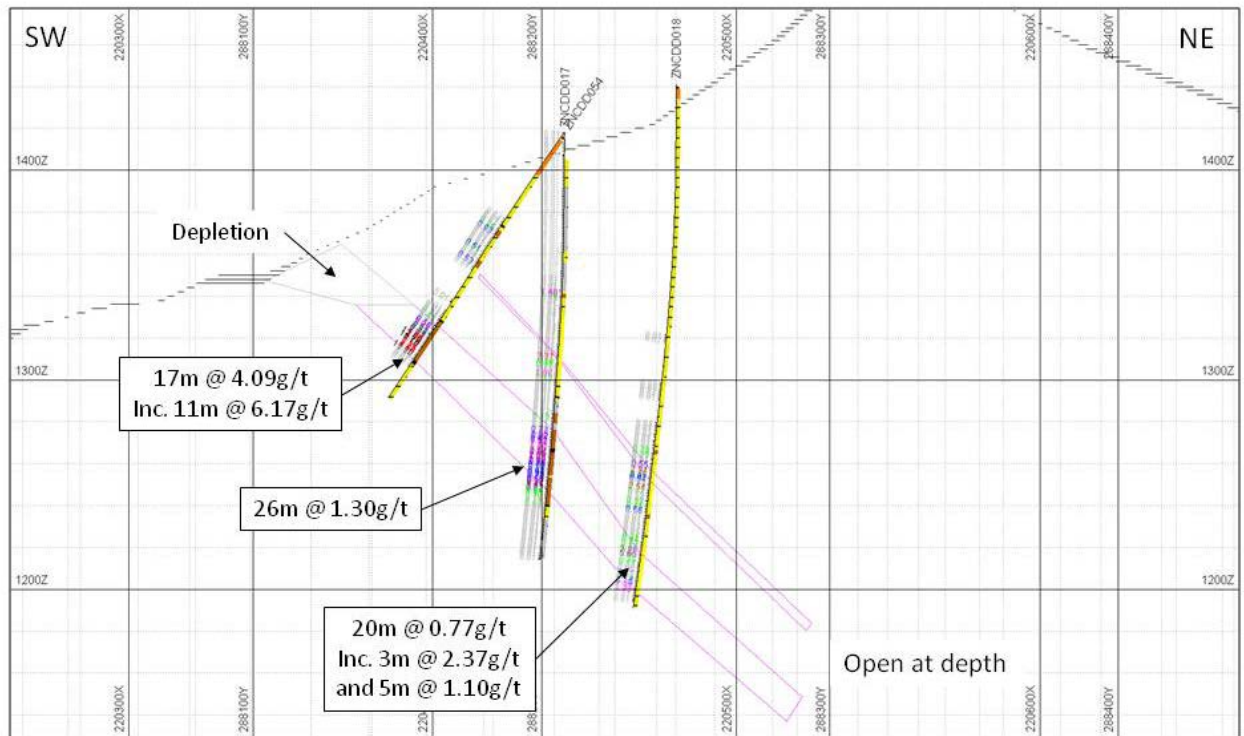 SW
NE
220300X
288100Y
220400X
288200Y
ZNCDD017
ZNCDD054
ZNCDD018
220500X
288300Y
220600X
288400Y
1400Z
1400Z
Depletion
1300Z
1300Z
17m @ 4.09g/t
Inc. 11m @ 6.17g/t
26m @ 1.30g/t
1200Z
1200Z
20m @ 0.77g/t
Inc. 3m @ 2.37g/t
and 5m @ 1.10g/t
Open at depth
220300X
288100Y
220500X
288300Y
220600X
288400Y